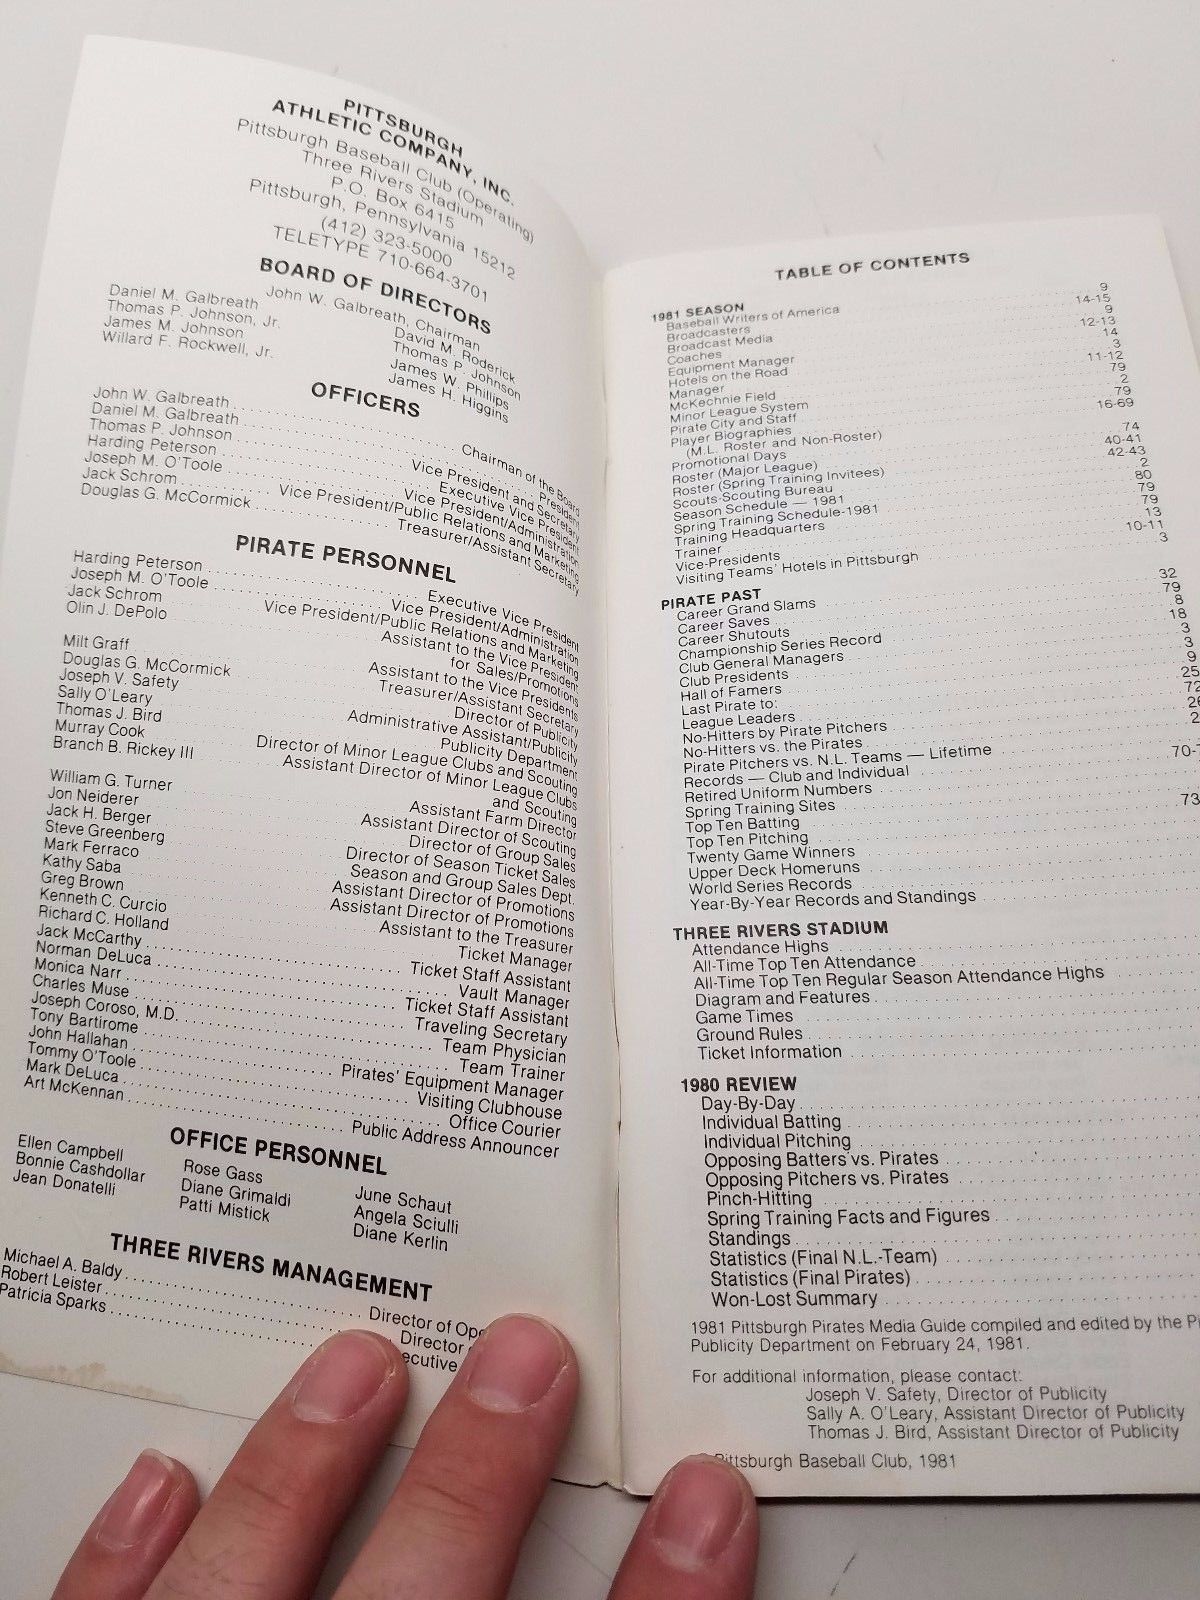 PITTSBURGH
ATHLETIC COMPANY, INC.
Pittsburgh Baseball Club (Operating)
Three Rivers Stadium
P.O. Box 6415
Pittsburgh, Pennsylvania 15212
(412) 323-5000
TELETYPE 710-664-3701
BOARD OF DIRECTORS
John W. Galbreath, Chairman
Daniel M. Galbreath David M. Roderick
Thomas P. Johnson, Jr. Thomas P. Johnson
James M. Johnson James W. Phillips
Willard F. Rockwell, Jr. James H. Higgins
OFFICERS
John W. Galbreath Chairman of the Board
Daniel M. Galbreath President
Thomas P. Johnson Vice President and Secretary
Harding Peterson Executive Vice President
Joseph M. O'Toole Vice President/Administration
Jack Schrom Vice President/Public Relations and Marketing
Douglas G. McCormick Treasurer/Assistant Secretary
PIRATE PERSONNEL
Harding Peterson Executive Vice President
Joseph M. O'Toole Vice President/Administration
Jack Schrom Vice President/Public Relations and Marketing
Olin J. DePolo Assistant to the Vice President
for Sales/Promotions
Milt Graff Assistant to the Vice Presidents
Douglas G. McCormick Treasurer/Assistant Secretary
Joseph V. Safety Director of Publicity
Sally O'Leary Administrative Assistant/Publicity
Thomas J. Bird Publicity Department
Murray Cook Director of Minor League Clubs and Scouting
Branch B. Rickey III Assistant Director of Minor League Clubs
and Scouting
William G. Turner Assistant Farm Director
Jon Neiderer Assistant Director of Scouting
Jack H. Berger Director of Group Sales
Steve Greenberg Director of Season Ticket Sales
Mark Ferraco Season and Group Sales Dept.
Kathy Saba Assistant Director of Promotions
Greg Brown Assistant Director of Promotions
Kenneth C. Curcio Assistant to the Treasurer
Richard C. Holland Ticket Manager
Jack McCarthy Ticket Staff Assistant
Norman DeLuca Vault Manager
Monica Narr Ticket Staff Assistant
Charles Muse Traveling Secretary
Joseph Coroso, M.D. Team Physician
Tony Bartirome Team Trainer
John Hallahan Pirates' Equipment Manager
Tommy O'Toole Visiting Clubhouse
Mark DeLuca Office Courier
Art McKennan Public Address Announcer
OFFICE PERSONNEL
Ellen Campbell Rose Gass June Schaut
Bonnie Cashdollar Diane Grimaldi Angela Sciulli
Jean Donatelli Patti Mistick Diane Kerlin
THREE RIVERS MANAGEMENT
Michael A. Baldy Director of Ope
Robert Leister Director
Patricia Sparks ecutive
TABLE OF CONTENTS
1981 SEASON
Baseball Writers of America 9
Broadcasters 14-15
Broadcast Media 9
Coaches 12-13
Equipment Manager 14
Hotels on the Road 3
Manager 11-12
McKechnie Field 79
Minor League System 2
Pirate City and Staff 79
Player Biographies 16-69
(M.L. Roster and Non-Roster)
Promotional Days 74
Roster (Major League) 40-41
Roster (Spring Training Invitees) 42-43
Scouts-Scouting Bureau 2
Season Schedule — 1981 80
Spring Training Schedule-1981 79
Training Headquarters 79
Trainer 13
Vice-Presidents 10-11
Visiting Teams' Hotels in Pittsburgh 3
PIRATE PAST
Career Grand Slams 32
Career Saves 79
Career Shutouts 8
Championship Series Record 18
Club General Managers 3
Club Presidents 3
Hall of Famers 9
Last Pirate to: 25
League Leaders 72
No-Hitters by Pirate Pitchers 26
No-Hitters vs. the Pirates 2
Pirate Pitchers vs. N.L. Teams — Lifetime
Records — Club and Individual 70-7
Retired Uniform Numbers
Spring Training Sites
Top Ten Batting 73
Top Ten Pitching
Twenty Game Winners
Upper Deck Homeruns
World Series Records
Year-By-Year Records and Standings
THREE RIVERS STADIUM
Attendance Highs
All-Time Top Ten Attendance
All-Time Top Ten Regular Season Attendance Highs
Diagram and Features
Game Times
Ground Rules
Ticket Information
1980 REVIEW
Day-By-Day
Individual Batting
Individual Pitching
Opposing Batters vs. Pirates
Opposing Pitchers vs. Pirates
Pinch-Hitting
Spring Training Facts and Figures
Standings
Statistics (Final N.L.-Team)
Statistics (Final Pirates)
Won-Lost Summary
1981 Pittsburgh Pirates Media Guide compiled and edited by the Pi
Publicity Department on February 24, 1981.
For additional information, please contact:
Joseph V. Safety, Director of Publicity
Sally A. O'Leary, Assistant Director of Publicity
Thomas J. Bird, Assistant Director of Publicity
Pittsburgh Baseball Club, 1981